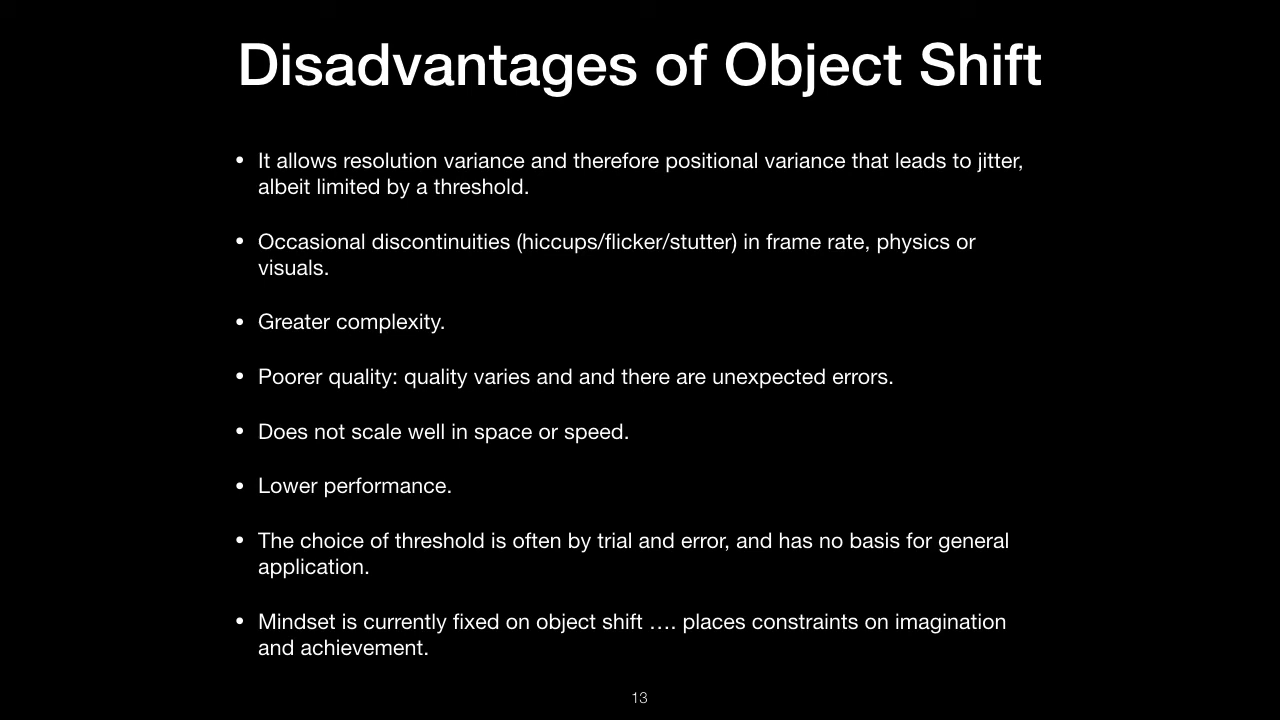 Disadvantages of Object Shift
• It allows resolution variance and therefore positional variance that leads to jitter,
albeit limited by a threshold.
• Occasional discontinuities (hiccups/flicker/stutter) in frame rate, physics or
visuals.
• Greater complexity.
• Poorer quality: quality varies and and there are unexpected errors.
• Does not scale well in space or speed.
• Lower performance.
• The choice of threshold is often by trial and error, and has no basis for general
application.
• Mindset is currently fixed on object shift …. places constraints on imagination
and achievement.
13